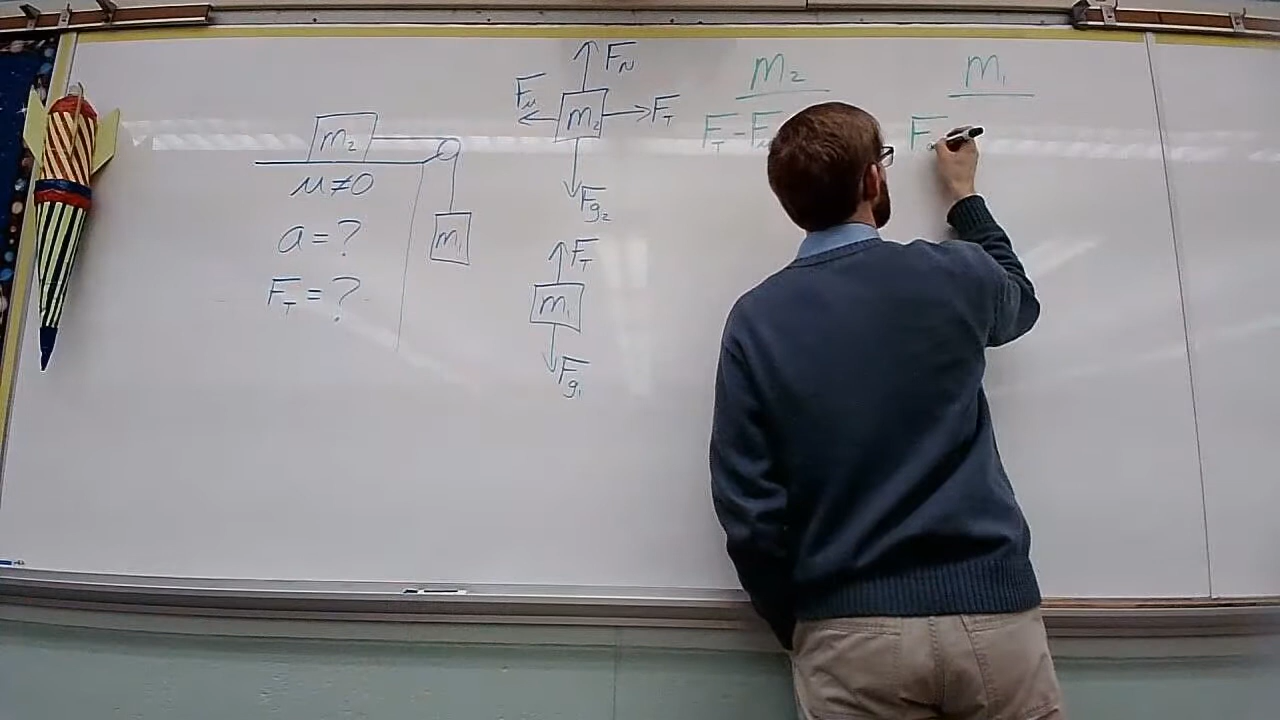 m₂
μ≠0
m₁
a = ?
F_T = ?
F_N
F_μ
m₂
F_T
F_g₂
F_T
m₁
F_g₁
m₂
F_T - F
m₁
F